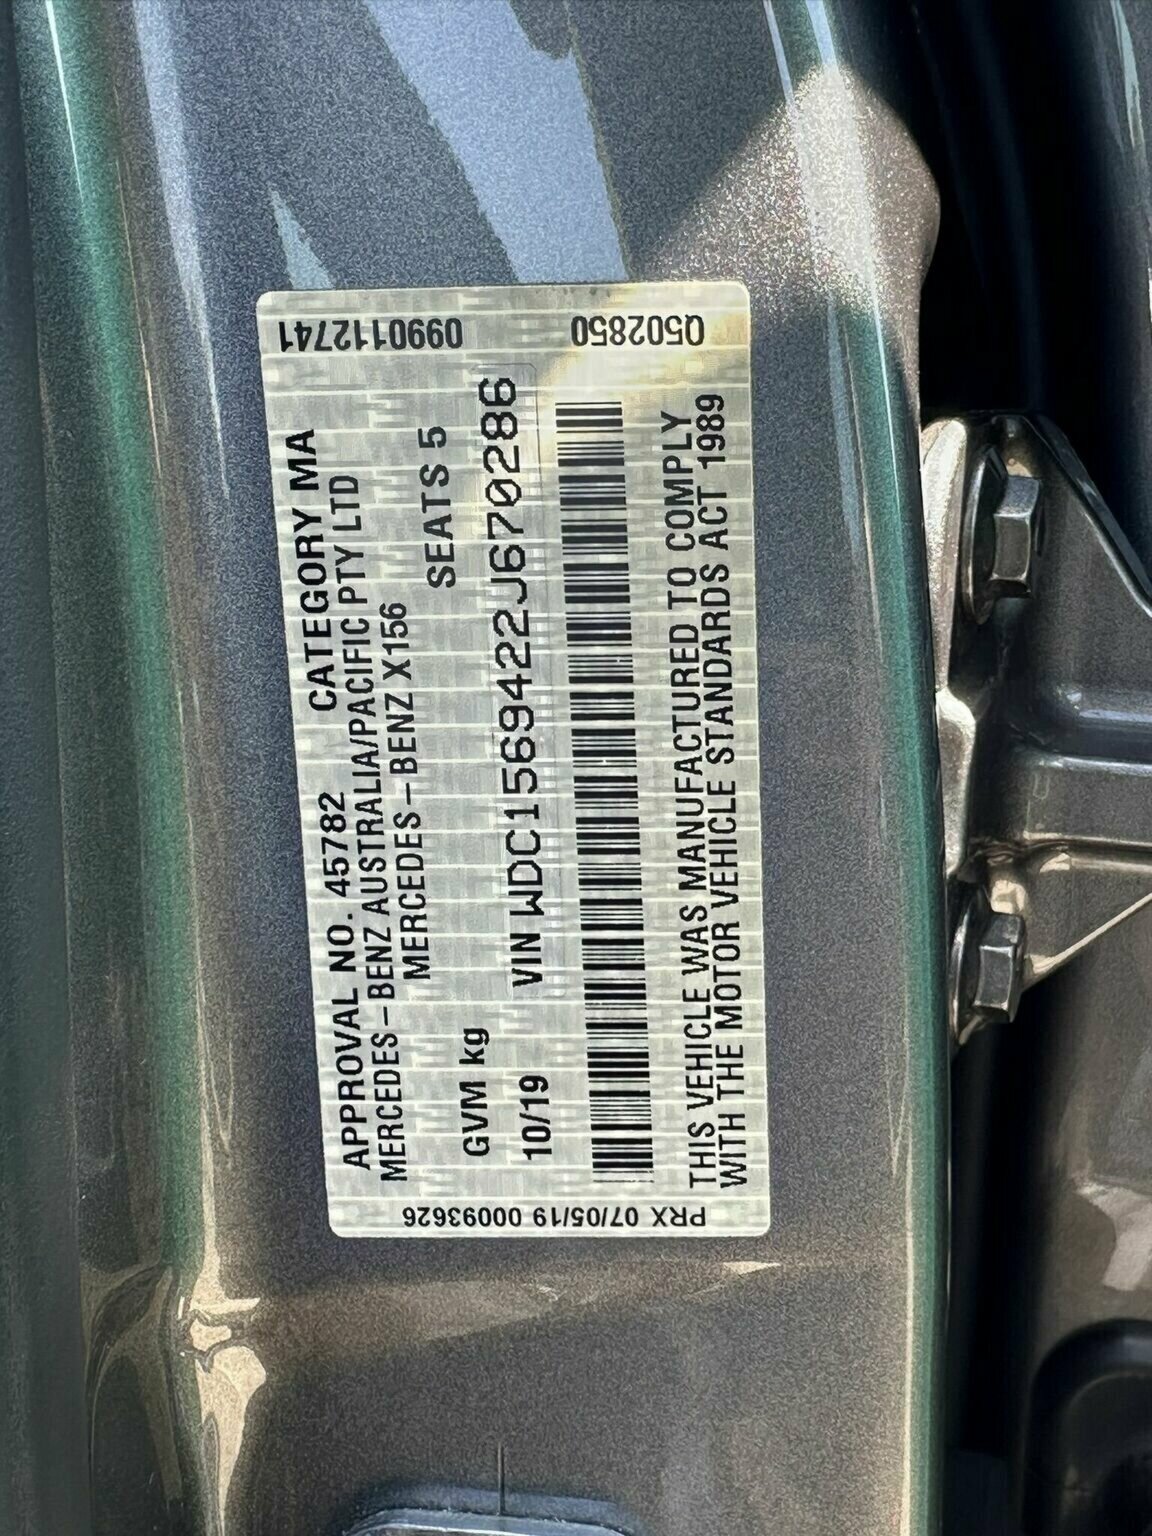 APPROVAL NO. 45782 CATEGORY MA
MERCEDES-BENZ AUSTRALIA/PACIFIC PTY LTD
MERCEDES-BENZ X156
GVM kg SEATS 5
10/19 VIN WDC1569422J670286
THIS VEHICLE WAS MANUFACTURED TO COMPLY
WITH THE MOTOR VEHICLE STANDARDS ACT 1989
0990112741 Q502850
PRX 07/05/19 00093626